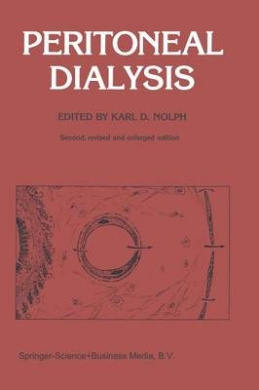 PERITONEAL
DIALYSIS
EDITED BY KARL D. NOLPH
Second, revised and enlarged edition
Springer-Science+Business Media, B.V.